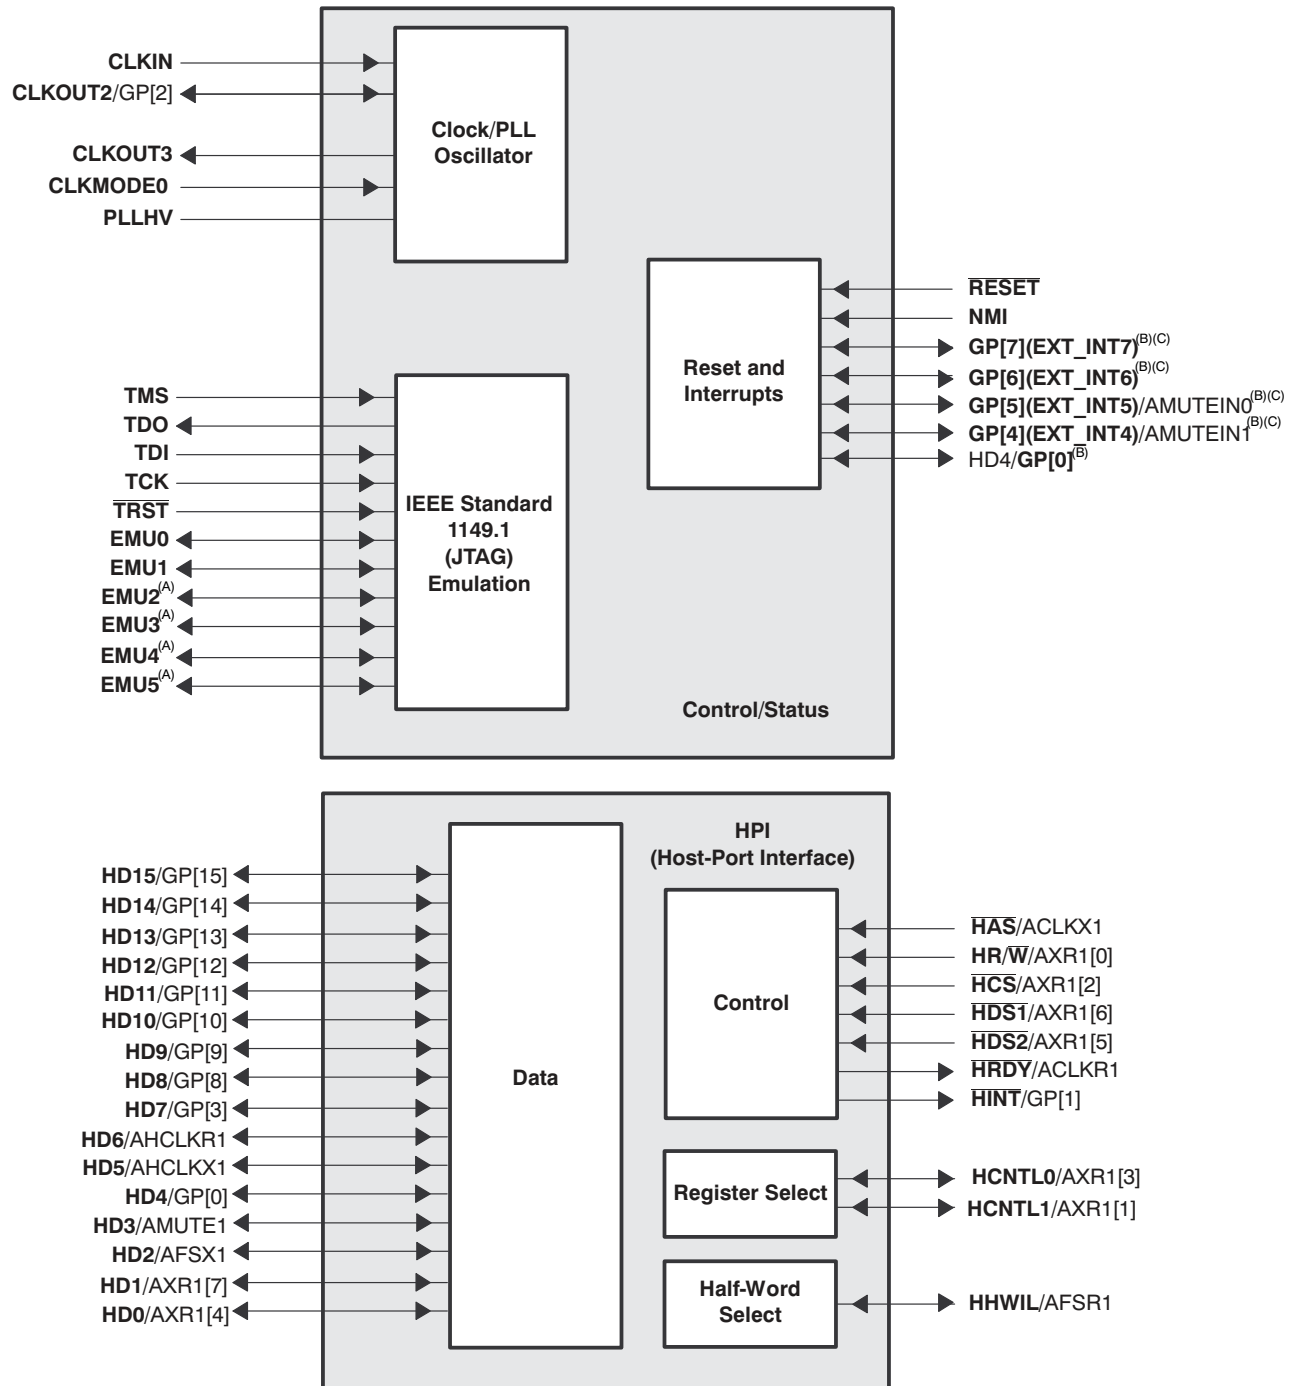 CLKIN
CLKOUT2/GP[2]
CLKOUT3
CLKMODE0
PLLHV
Clock/PLL
Oscillator
RESET
NMI
GP[7](EXT_INT7)(B)(C)
GP[6](EXT_INT6)(B)(C)
GP[5](EXT_INT5)/AMUTEIN0(B)(C)
GP[4](EXT_INT4)/AMUTEIN1(B)(C)
HD4/GP[0](B)
Reset and
Interrupts
TMS
TDO
TDI
TCK
TRST
EMU0
EMU1
EMU2(A)
EMU3(A)
EMU4(A)
EMU5(A)
IEEE Standard
1149.1
(JTAG)
Emulation
Control/Status
HPI
(Host-Port Interface)
HD15/GP[15]
HD14/GP[14]
HD13/GP[13]
HD12/GP[12]
HD11/GP[11]
HD10/GP[10]
HD9/GP[9]
HD8/GP[8]
HD7/GP[3]
HD6/AHCLKR1
HD5/AHCLKX1
HD4/GP[0]
HD3/AMUTE1
HD2/AFSX1
HD1/AXR1[7]
HD0/AXR1[4]
Data
Control
HAS/ACLKX1
HR/W/AXR1[0]
HCS/AXR1[2]
HDS1/AXR1[6]
HDS2/AXR1[5]
HRDY/ACLKR1
HINT/GP[1]
Register Select
HCNTL0/AXR1[3]
HCNTL1/AXR1[1]
Half-Word
Select
HHWIL/AFSR1